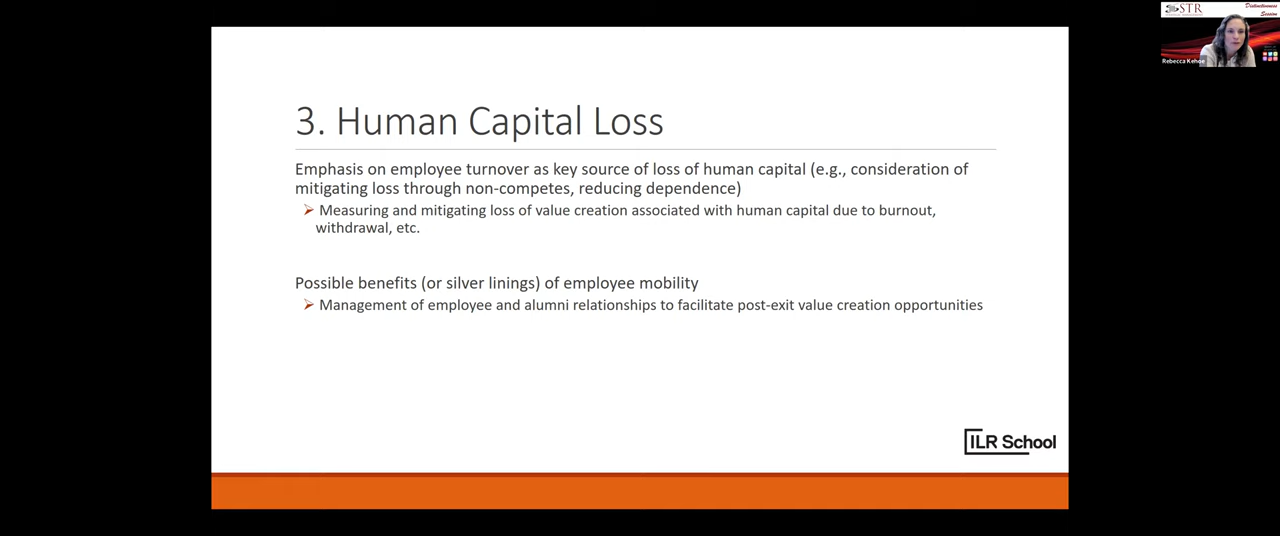 STR
Distinctiveness
Session
Rebecca Kehoe
3. Human Capital Loss
Emphasis on employee turnover as key source of loss of human capital (e.g., consideration of
mitigating loss through non-competes, reducing dependence)
Measuring and mitigating loss of value creation associated with human capital due to burnout,
withdrawal, etc.
Possible benefits (or silver linings) of employee mobility
Management of employee and alumni relationships to facilitate post-exit value creation opportunities
ILR School